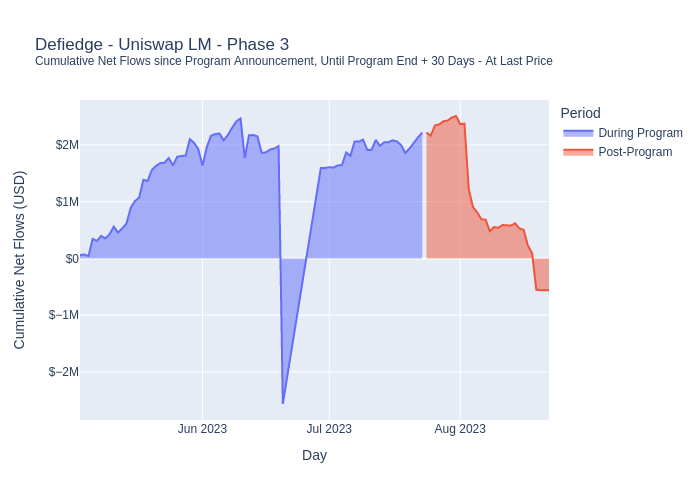 Defiedge - Uniswap LM - Phase 3
Cumulative Net Flows since Program Announcement, Until Program End + 30 Days - At Last Price
Period
During Program
Post-Program
Cumulative Net Flows (USD)
$2M
$1M
$0
$−1M
$−2M
Jun 2023
Jul 2023
Aug 2023
Day